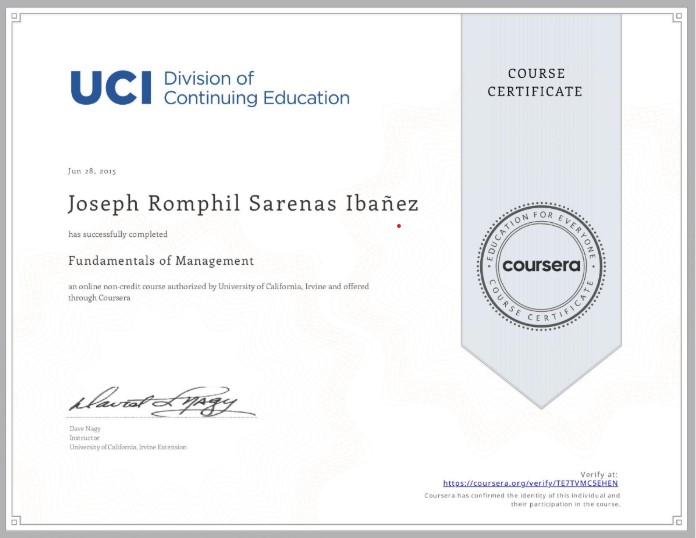 UCI Division of
Continuing Education
COURSE
CERTIFICATE
Jun 28, 2015
Joseph Romphil Sarenas Ibañez
has successfully completed
Fundamentals of Management
an online non-credit course authorized by University of California, Irvine and offered
through Coursera
EDUCATION FOR EVERYONE
coursera
COURSE CERTIFICATE
David L Nagy
Dave Nagy
Instructor
University of California, Irvine Extension
Verify at:
https://coursera.org/verify/TE7TVMC5EHEN
Coursera has confirmed the identity of this individual and
their participation in the course.